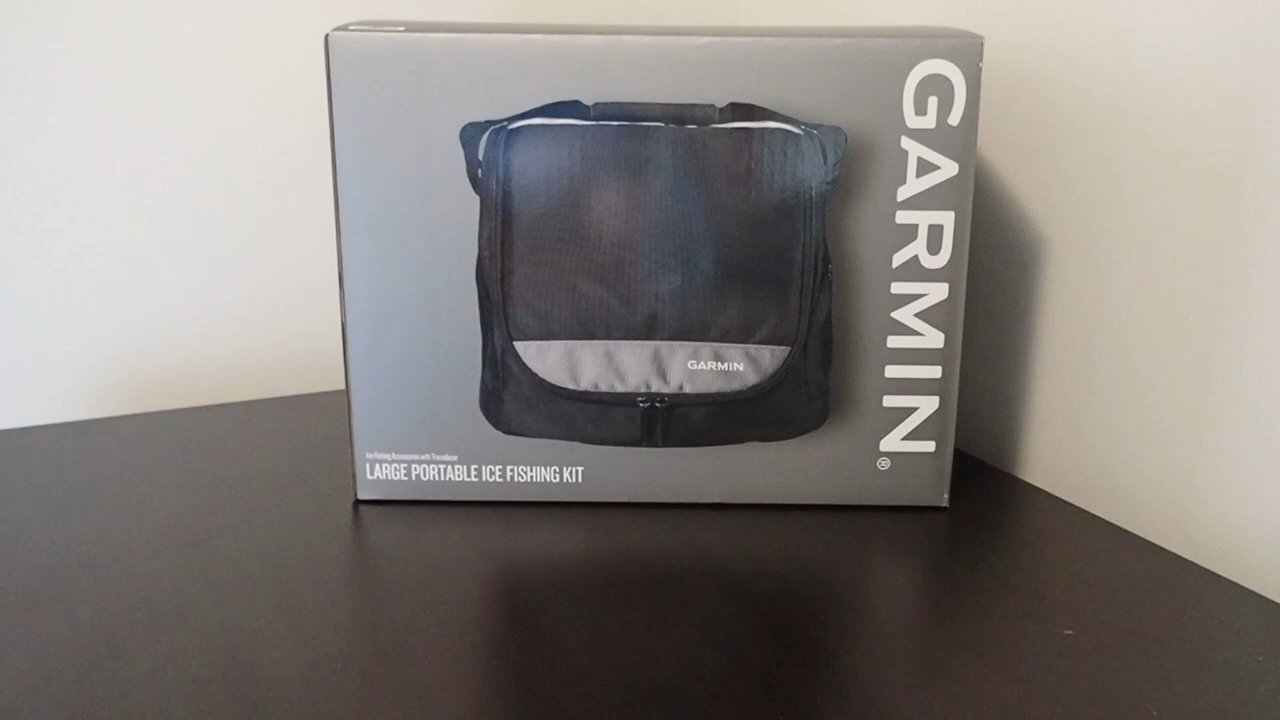 GARMIN®
GARMIN
Ice Fishing Accessories with Transducer
LARGE PORTABLE ICE FISHING KIT